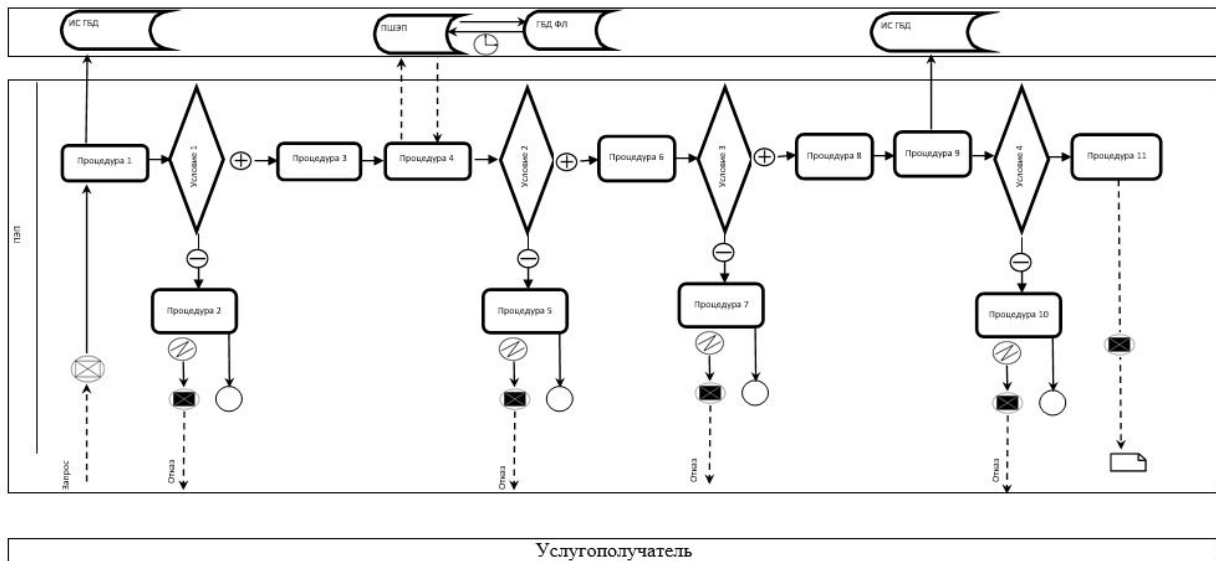 ИС ГБД
ПШЭП
ГБД ФЛ
ИС ГБД
ПЭП
Процедура 1
Условие 1
Процедура 3
Процедура 4
Условие 2
Процедура 6
Условие 3
Процедура 8
Процедура 9
Условие 4
Процедура 11
Процедура 2
Процедура 5
Процедура 7
Процедура 10
Запрос
Отказ
Отказ
Отказ
Отказ
Услугополучатель